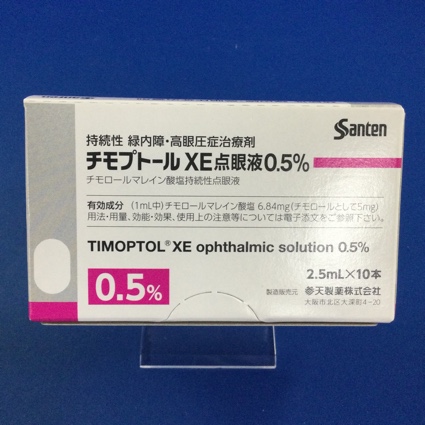 Santen
持続性 緑内障・高眼圧症治療剤
チモプトール XE点眼液0.5%
チモロールマレイン酸塩持続性点眼液
有効成分 (1mL中)チモロールマレイン酸塩 6.84mg(チモロールとして5mg)
用法・用量、効能・効果、使用上の注意等については電子添文をご参照下さい。
TIMOPTOL® XE ophthalmic solution 0.5%
0.5%
2.5mL×10本
製造販売元 参天製薬株式会社
大阪市北区大深町4-20